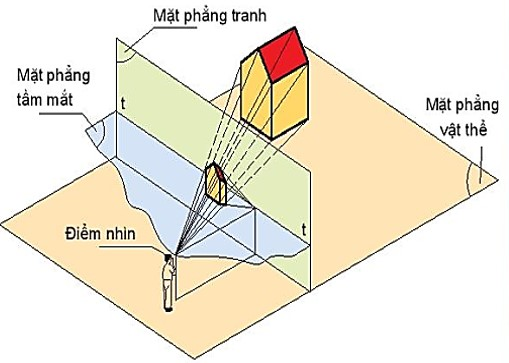 Mặt phẳng tranh
Mặt phẳng
tầm mắt
t
Mặt phẳng
vật thể
Điểm nhìn
t